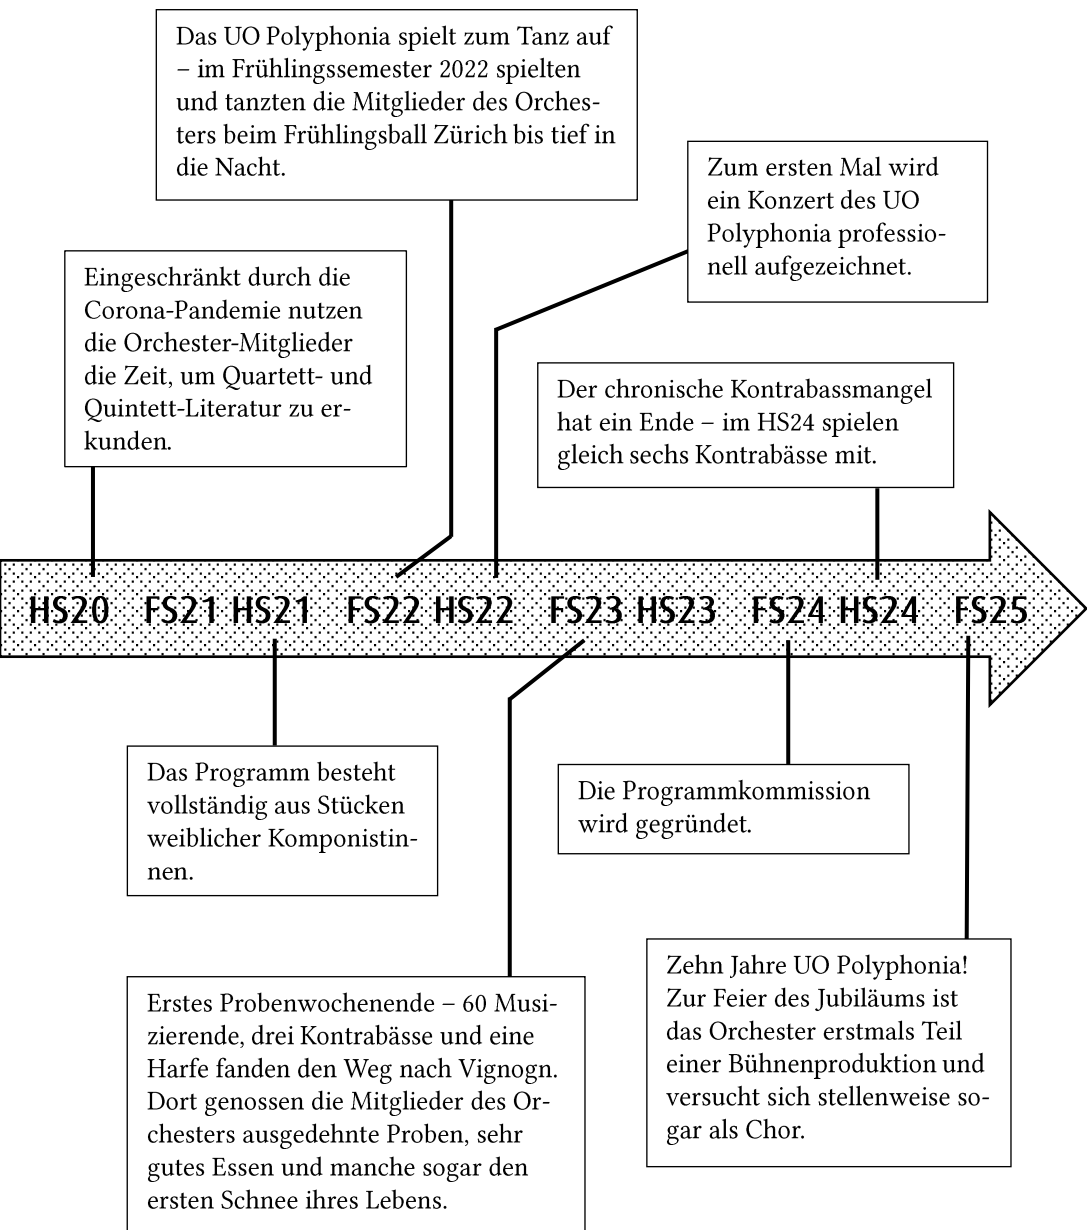 Das UO Polyphonia spielt zum Tanz auf
– im Frühlingssemester 2022 spielten
und tanzten die Mitglieder des Orches-
ters beim Frühlingsball Zürich bis tief in
die Nacht.
Zum ersten Mal wird
ein Konzert des UO
Polyphonia professio-
nell aufgezeichnet.
Eingeschränkt durch die
Corona-Pandemie nutzen
die Orchester-Mitglieder
die Zeit, um Quartett- und
Quintett-Literatur zu er-
kunden.
Der chronische Kontrabassmangel
hat ein Ende – im HS24 spielen
gleich sechs Kontrabässe mit.
HS20 FS21 HS21 FS22 HS22 FS23 HS23 FS24 HS24 FS25
Das Programm besteht
vollständig aus Stücken
weiblicher Komponistin-
nen.
Die Programmkommission
wird gegründet.
Erstes Probenwochenende – 60 Musi-
zierende, drei Kontrabässe und eine
Harfe fanden den Weg nach Vignogn.
Dort genossen die Mitglieder des Or-
chesters ausgedehnte Proben, sehr
gutes Essen und manche sogar den
ersten Schnee ihres Lebens.
Zehn Jahre UO Polyphonia!
Zur Feier des Jubiläums ist
das Orchester erstmals Teil
einer Bühnenproduktion und
versucht sich stellenweise so-
gar als Chor.